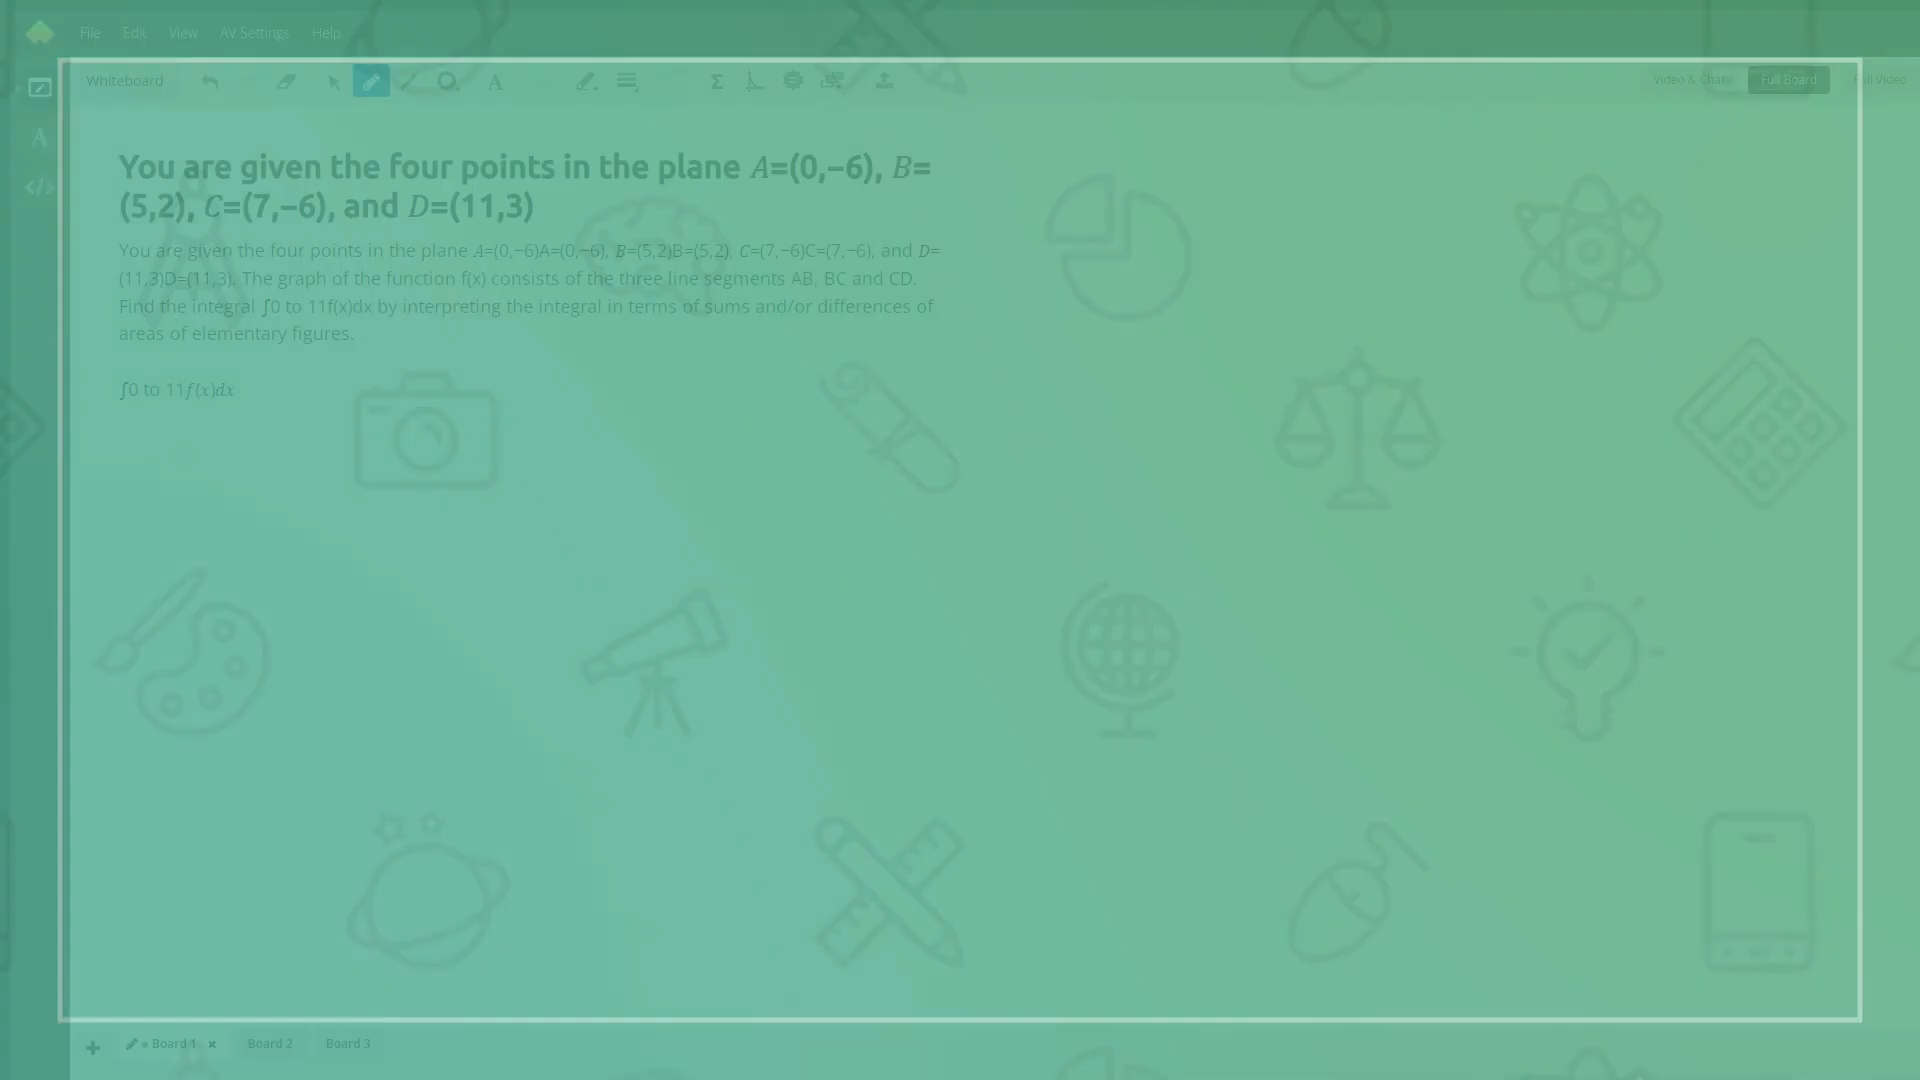 File Edit View AV Settings Help
Whiteboard A Σ Video & Chat Full Board Full Video
A
</>
You are given the four points in the plane A=(0,−6), B=
(5,2), C=(7,−6), and D=(11,3)
You are given the four points in the plane A=(0,−6)A=(0,−6), B=(5,2)B=(5,2), C=(7,−6)C=(7,−6), and D=
(11,3)D=(11,3). The graph of the function f(x) consists of the three line segments AB, BC and CD.
Find the integral ∫0 to 11f(x)dx by interpreting the integral in terms of sums and/or differences of
areas of elementary figures.
∫0 to 11f(x)dx
Board 1 Board 2 Board 3